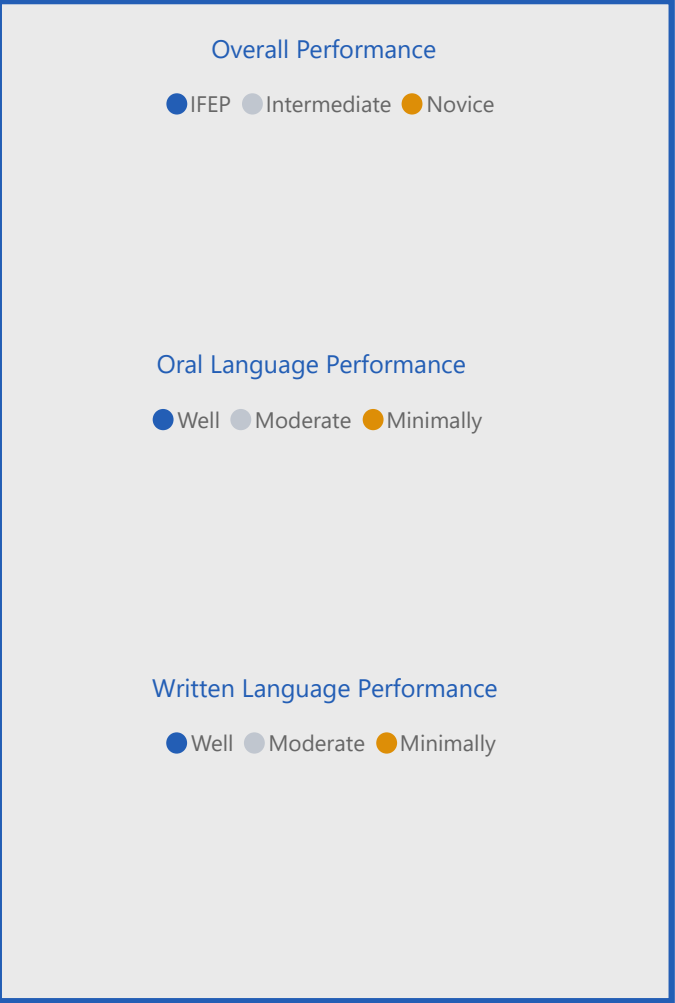 Overall Performance
IFEP Intermediate Novice
Oral Language Performance
Well Moderate Minimally
Written Language Performance
Well Moderate Minimally